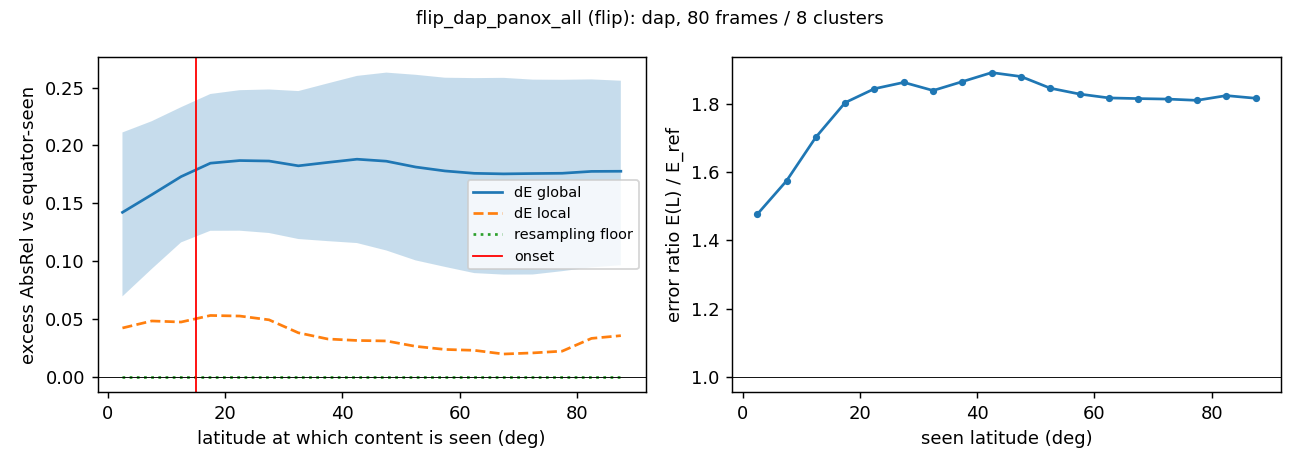 flip_dap_panox_all (flip): dap, 80 frames / 8 clusters
excess AbsRel vs equator-seen
0.25
0.20
0.15
0.10
0.05
0.00
dE global
dE local
resampling floor
onset
0 20 40 60 80
latitude at which content is seen (deg)
error ratio E(L) / E_ref
1.8
1.6
1.4
1.2
1.0
0 20 40 60 80
seen latitude (deg)